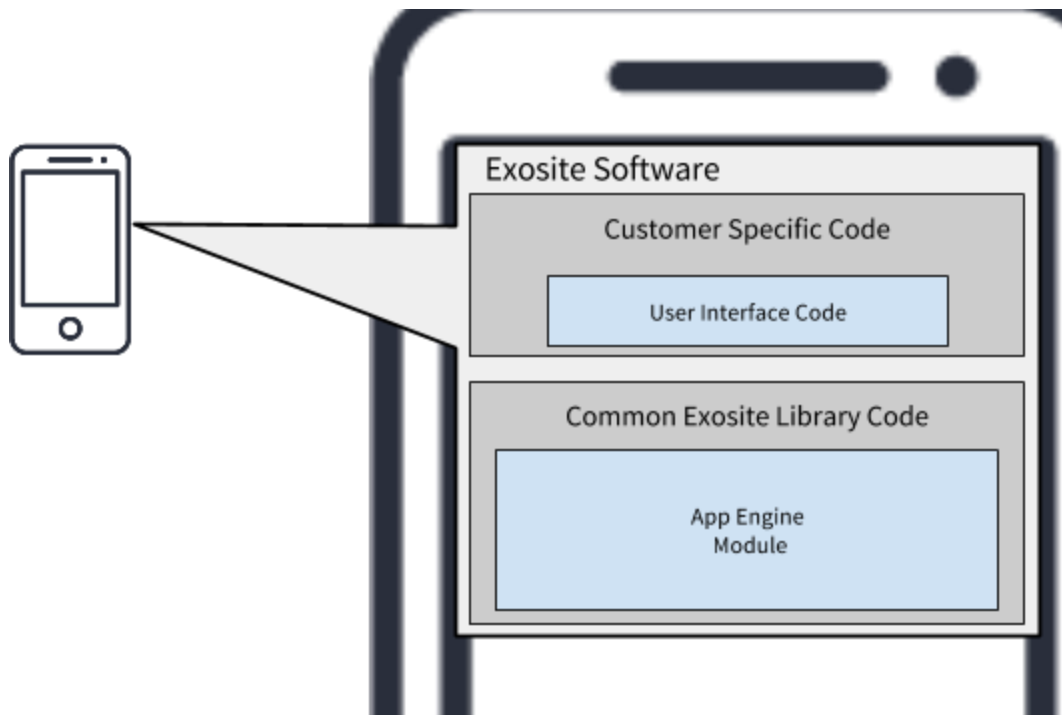 Exosite Software
Customer Specific Code
User Interface Code
Common Exosite Library Code
App Engine
Module